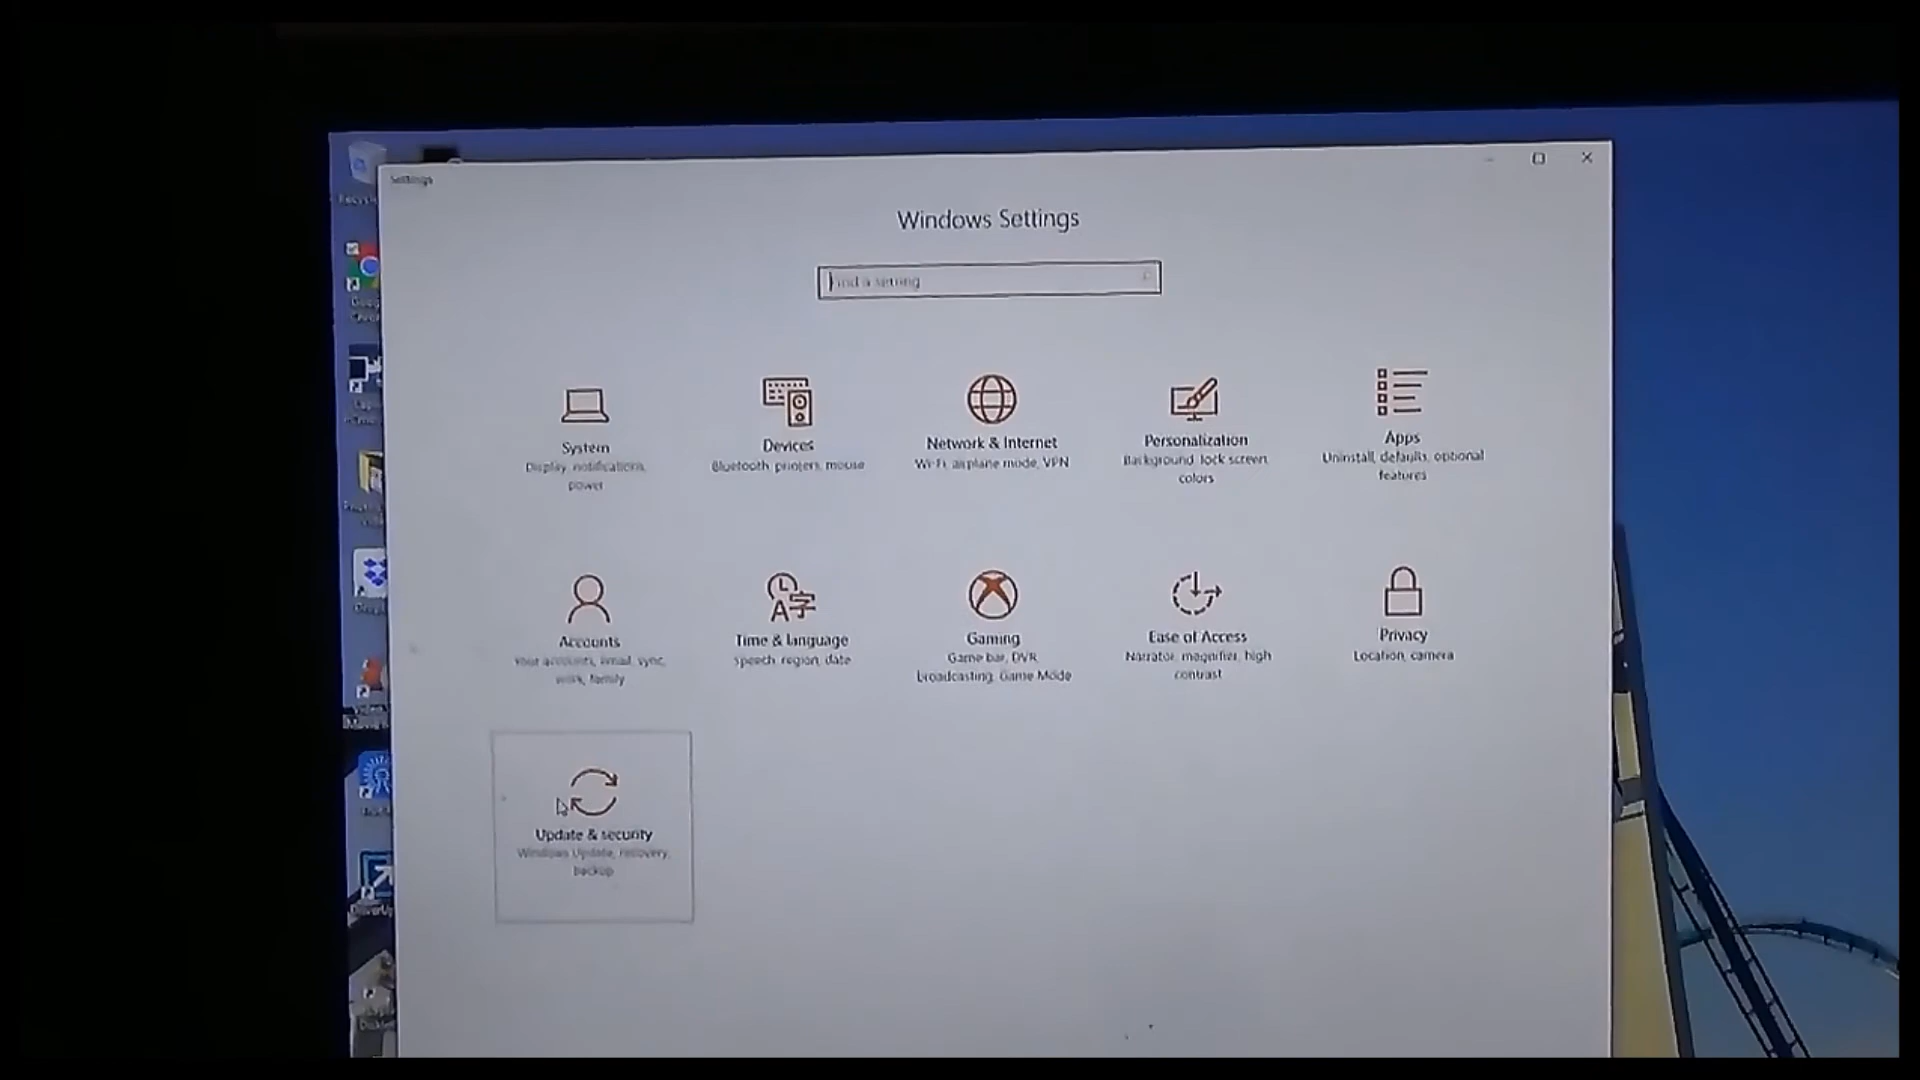 Settings
Windows Settings
Find a setting
System
Display, notifications,
power
Devices
Bluetooth, printers, mouse
Network & Internet
Wi-Fi, airplane mode, VPN
Personalization
Background, lock screen,
colors
Apps
Uninstall, defaults, optional
features
Accounts
Your accounts, email, sync,
work, family
Time & language
Speech, region, date
Gaming
Game bar, DVR,
broadcasting, Game Mode
Ease of Access
Narrator, magnifier, high
contrast
Privacy
Location, camera
Update & security
Windows Update, recovery,
backup